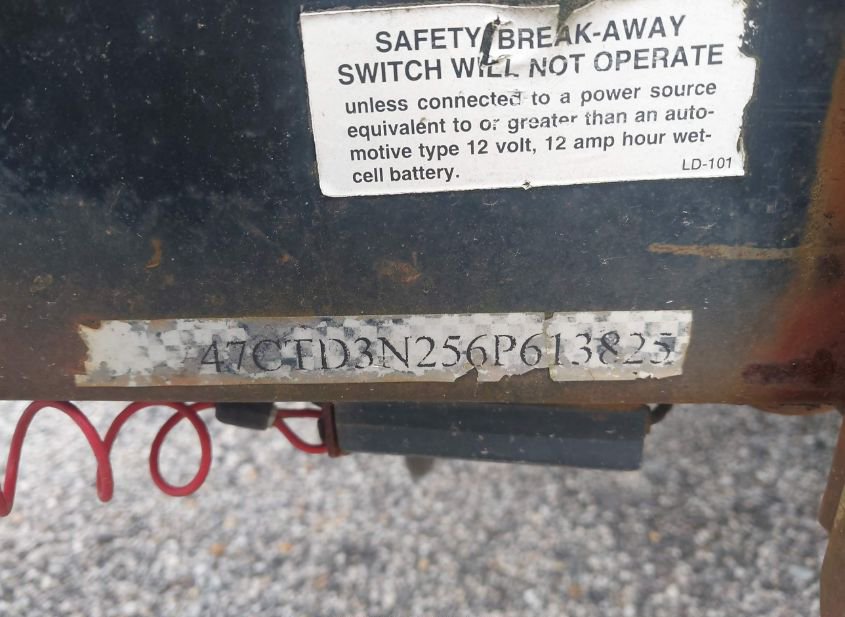 SAFETY BREAK-AWAY
SWITCH WILL NOT OPERATE
unless connected to a power source
equivalent to or greater than an auto-
motive type 12 volt, 12 amp hour wet-
cell battery.
LD-101
47CTD3N256P613825